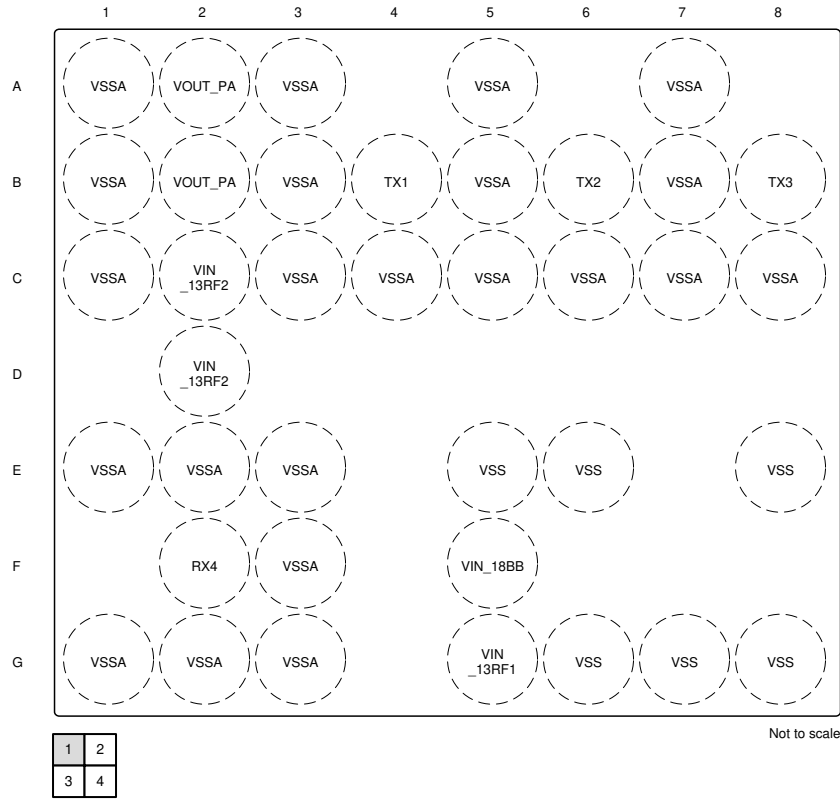 1 2 3 4 5 6 7 8
A VSSA VOUT_PA VSSA VSSA VSSA
B VSSA VOUT_PA VSSA TX1 VSSA TX2 VSSA TX3
C VSSA VIN _13RF2 VSSA VSSA VSSA VSSA VSSA VSSA
D VIN _13RF2
E VSSA VSSA VSSA VSS VSS VSS
F RX4 VSSA VIN_18BB
G VSSA VSSA VSSA VIN _13RF1 VSS VSS VSS
Not to scale
1 2
3 4